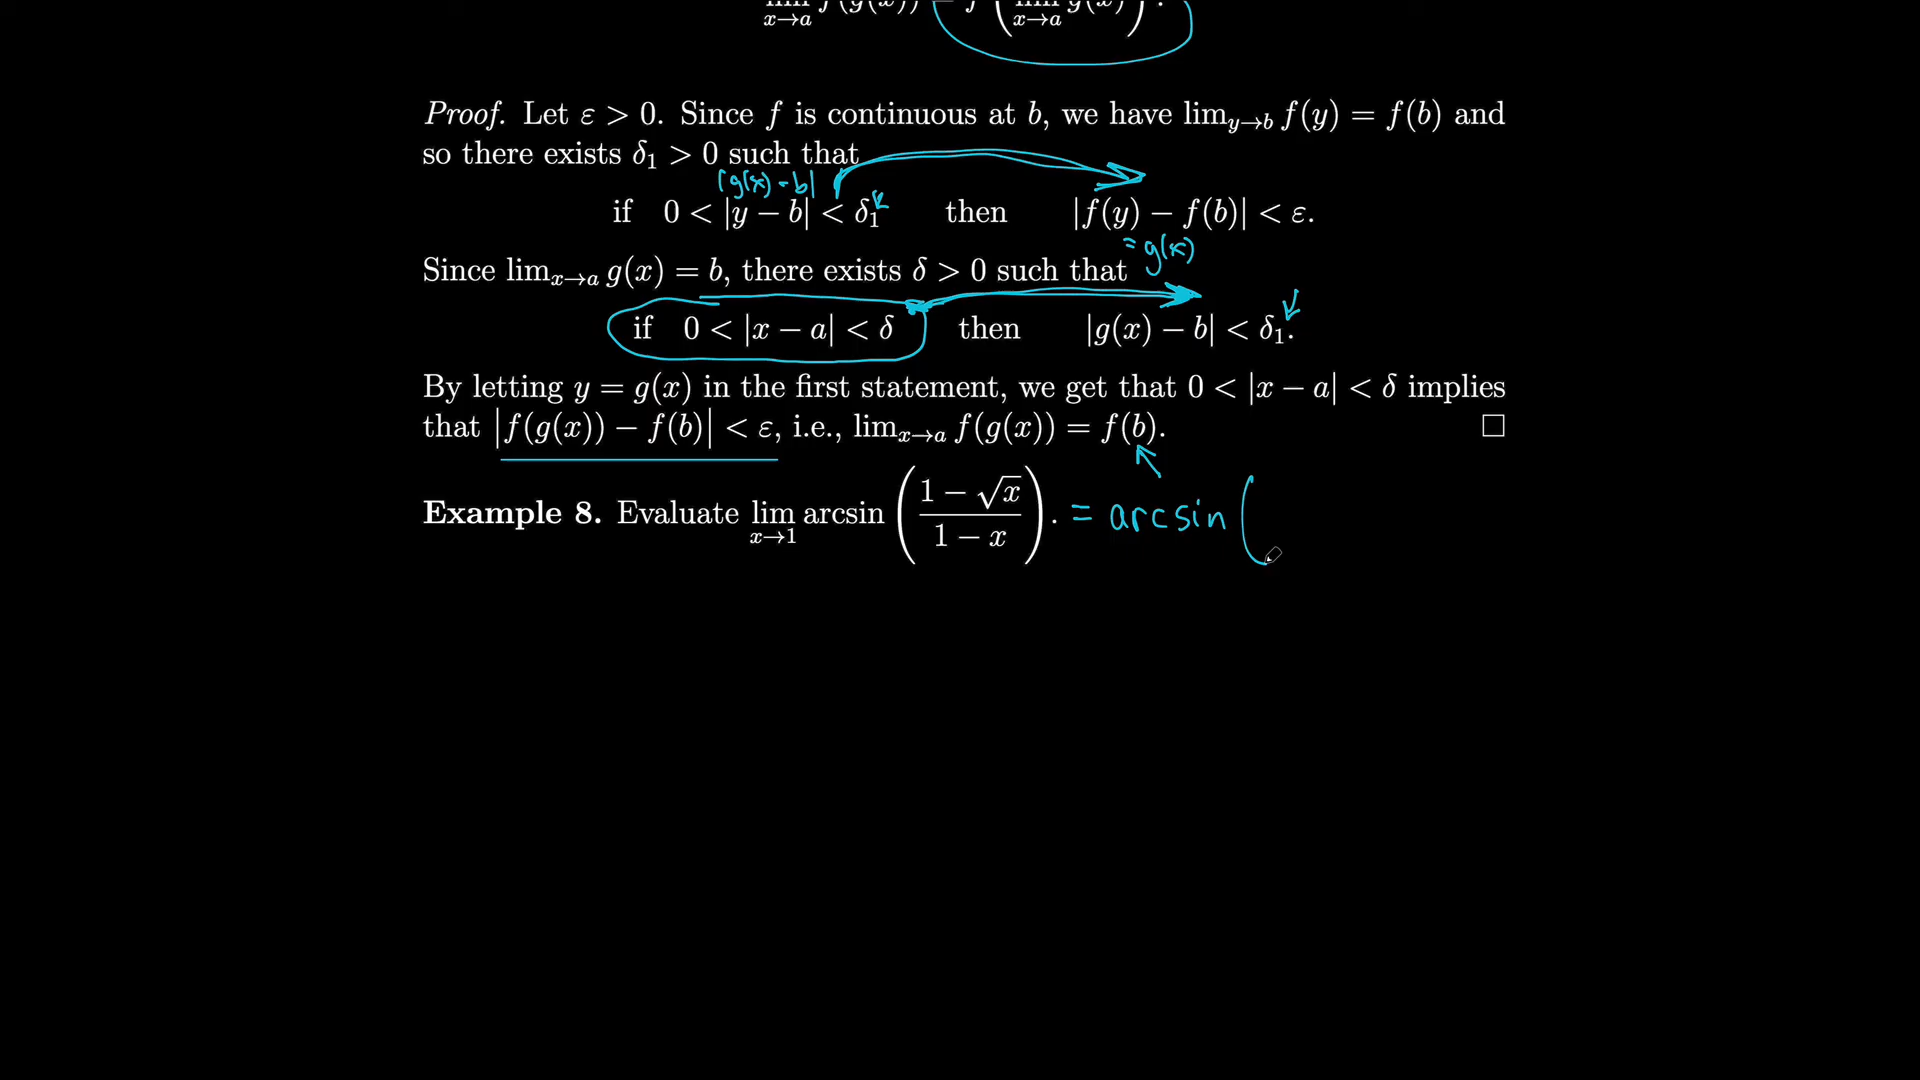 lim x→a f(g(x)) = f ( lim x→a g(x) ) .
Proof. Let ε > 0. Since f is continuous at b, we have lim_{y→b} f(y) = f(b) and
so there exists δ₁ > 0 such that
|g(x) - b|
if 0 < |y − b| < δ₁ then |f(y) − f(b)| < ε.
= g(x)
Since lim_{x→a} g(x) = b, there exists δ > 0 such that
if 0 < |x − a| < δ then |g(x) − b| < δ₁.
By letting y = g(x) in the first statement, we get that 0 < |x − a| < δ implies
that |f(g(x)) − f(b)| < ε, i.e., lim_{x→a} f(g(x)) = f(b). □
Example 8. Evaluate lim_{x→1} arcsin ( (1 − √x) / (1 − x) ) . = arcsin (